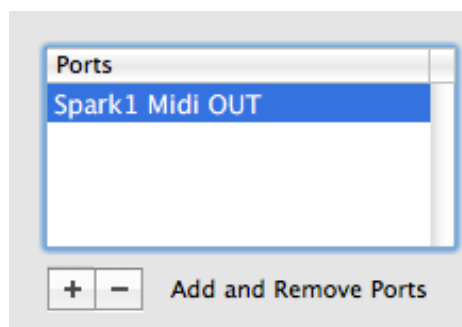 Ports
Spark1 Midi OUT
+ − Add and Remove Ports